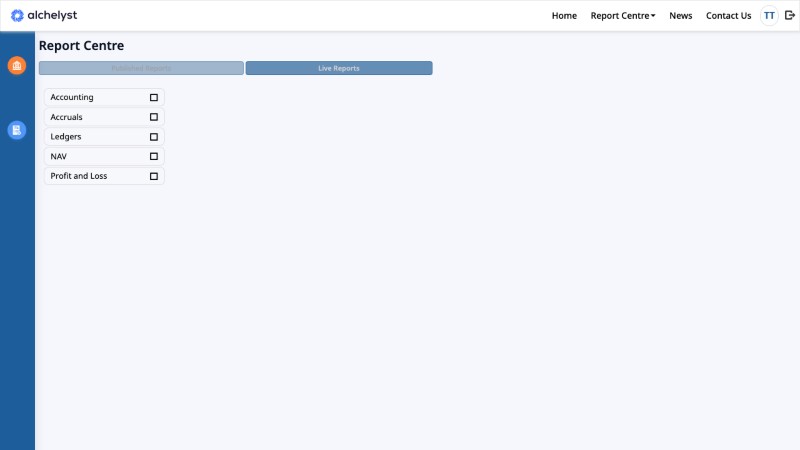 alchelyst
Home Report Centre News Contact Us TT
Report Centre
Published Reports Live Reports
Accounting
Accruals
Ledgers
NAV
Profit and Loss